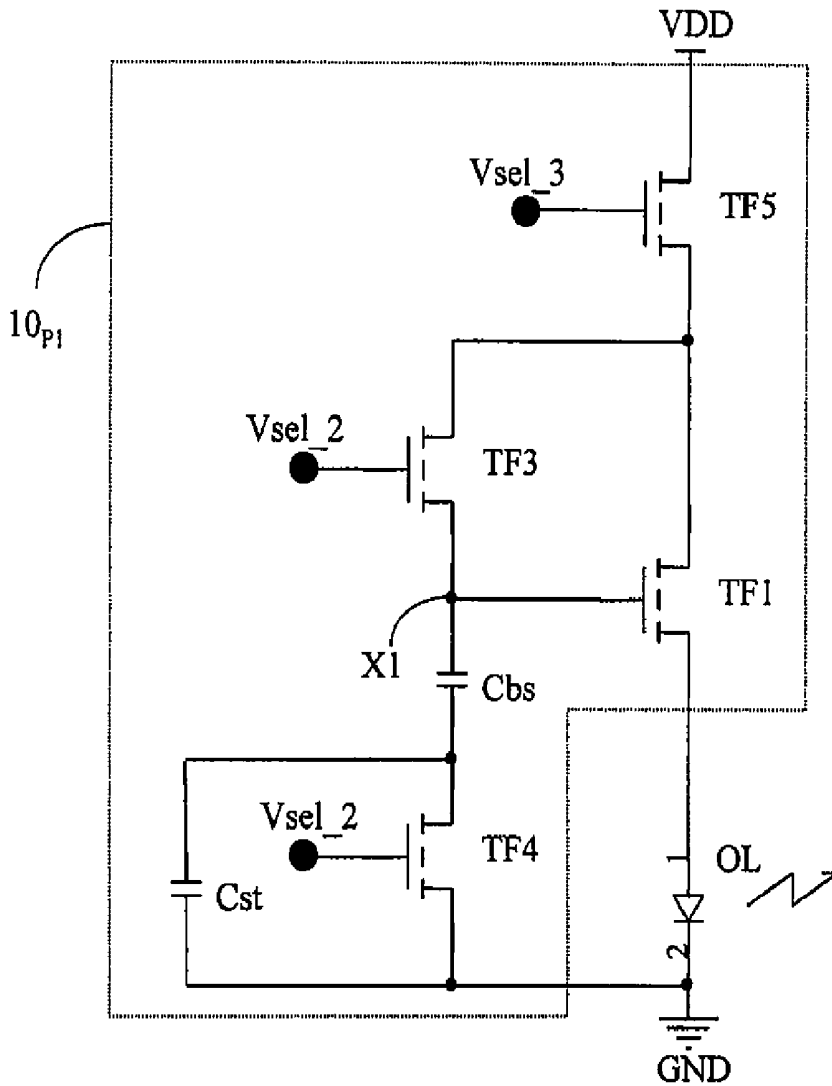 VDD
Vsel_3
TF5
10P1
Vsel_2
TF3
TF1
X1
Cbs
Vsel_2
TF4
1
OL
Cst
2
GND